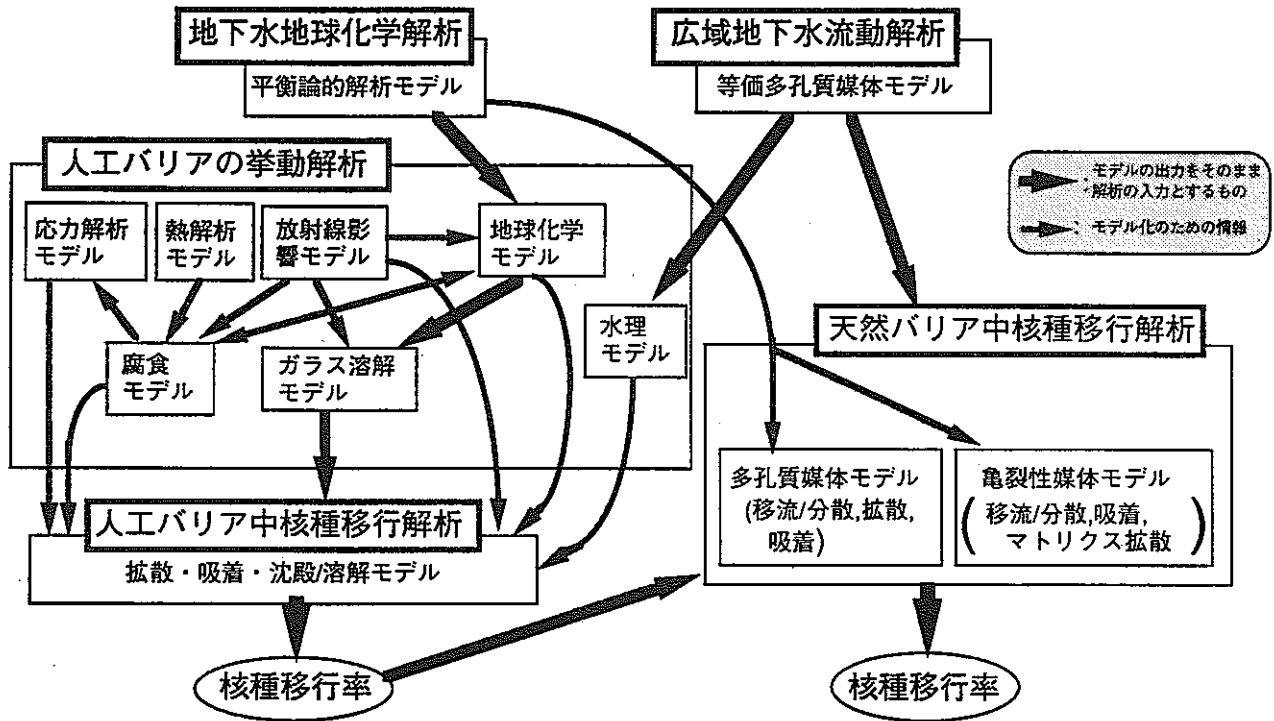 地下水地球化学解析
平衡論的解析モデル
広域地下水流動解析
等価多孔質媒体モデル
モデルの出力をそのまま
解析の入力とするもの
モデル化のための情報
人工バリアの挙動解析
応力解析
モデル
熱解析
モデル
放射線影
響モデル
地球化学
モデル
腐食
モデル
ガラス溶解
モデル
水理
モデル
天然バリア中核種移行解析
多孔質媒体モデル
(移流/分散,拡散,
吸着)
亀裂性媒体モデル
(移流/分散,吸着,
マトリクス拡散)
人工バリア中核種移行解析
拡散・吸着・沈殿/溶解モデル
核種移行率
核種移行率